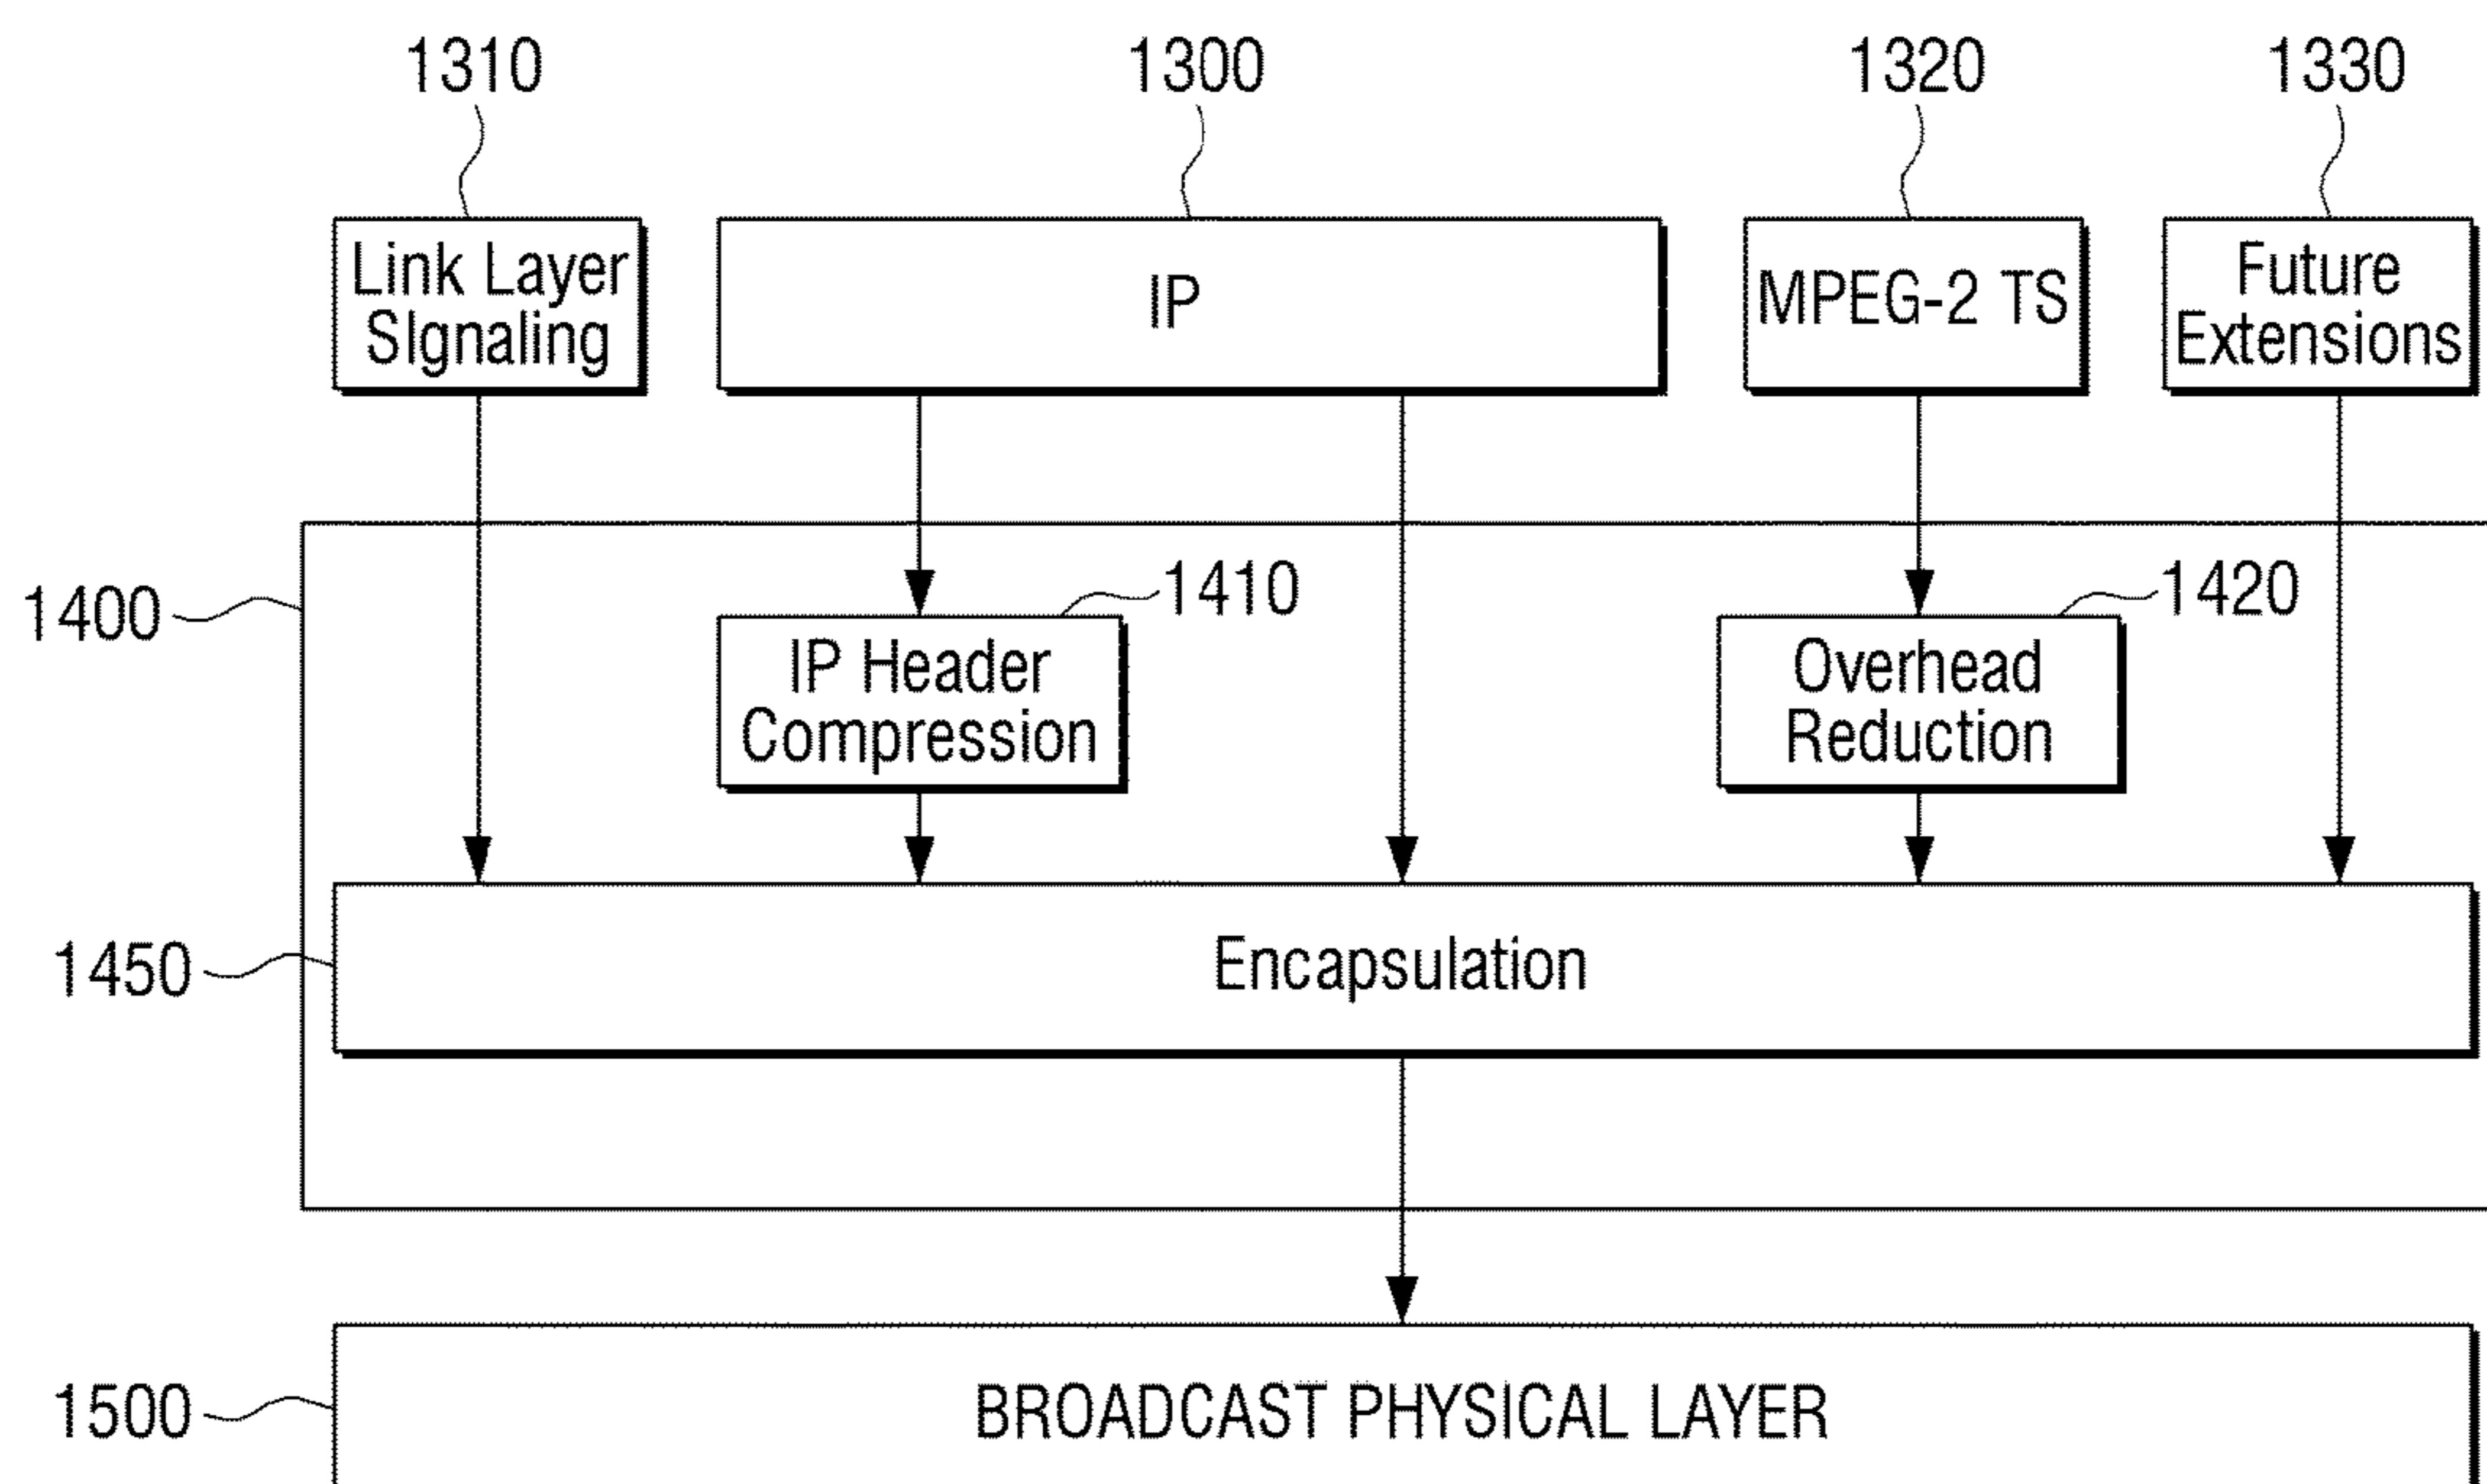 1310
1300
1320
1330
Link Layer
SIgnaling
IP
MPEG-2 TS
Future
Extensions
1400
1410
1420
IP Header
Compression
Overhead
Reduction
1450
Encapsulation
1500
BROADCAST PHYSICAL LAYER